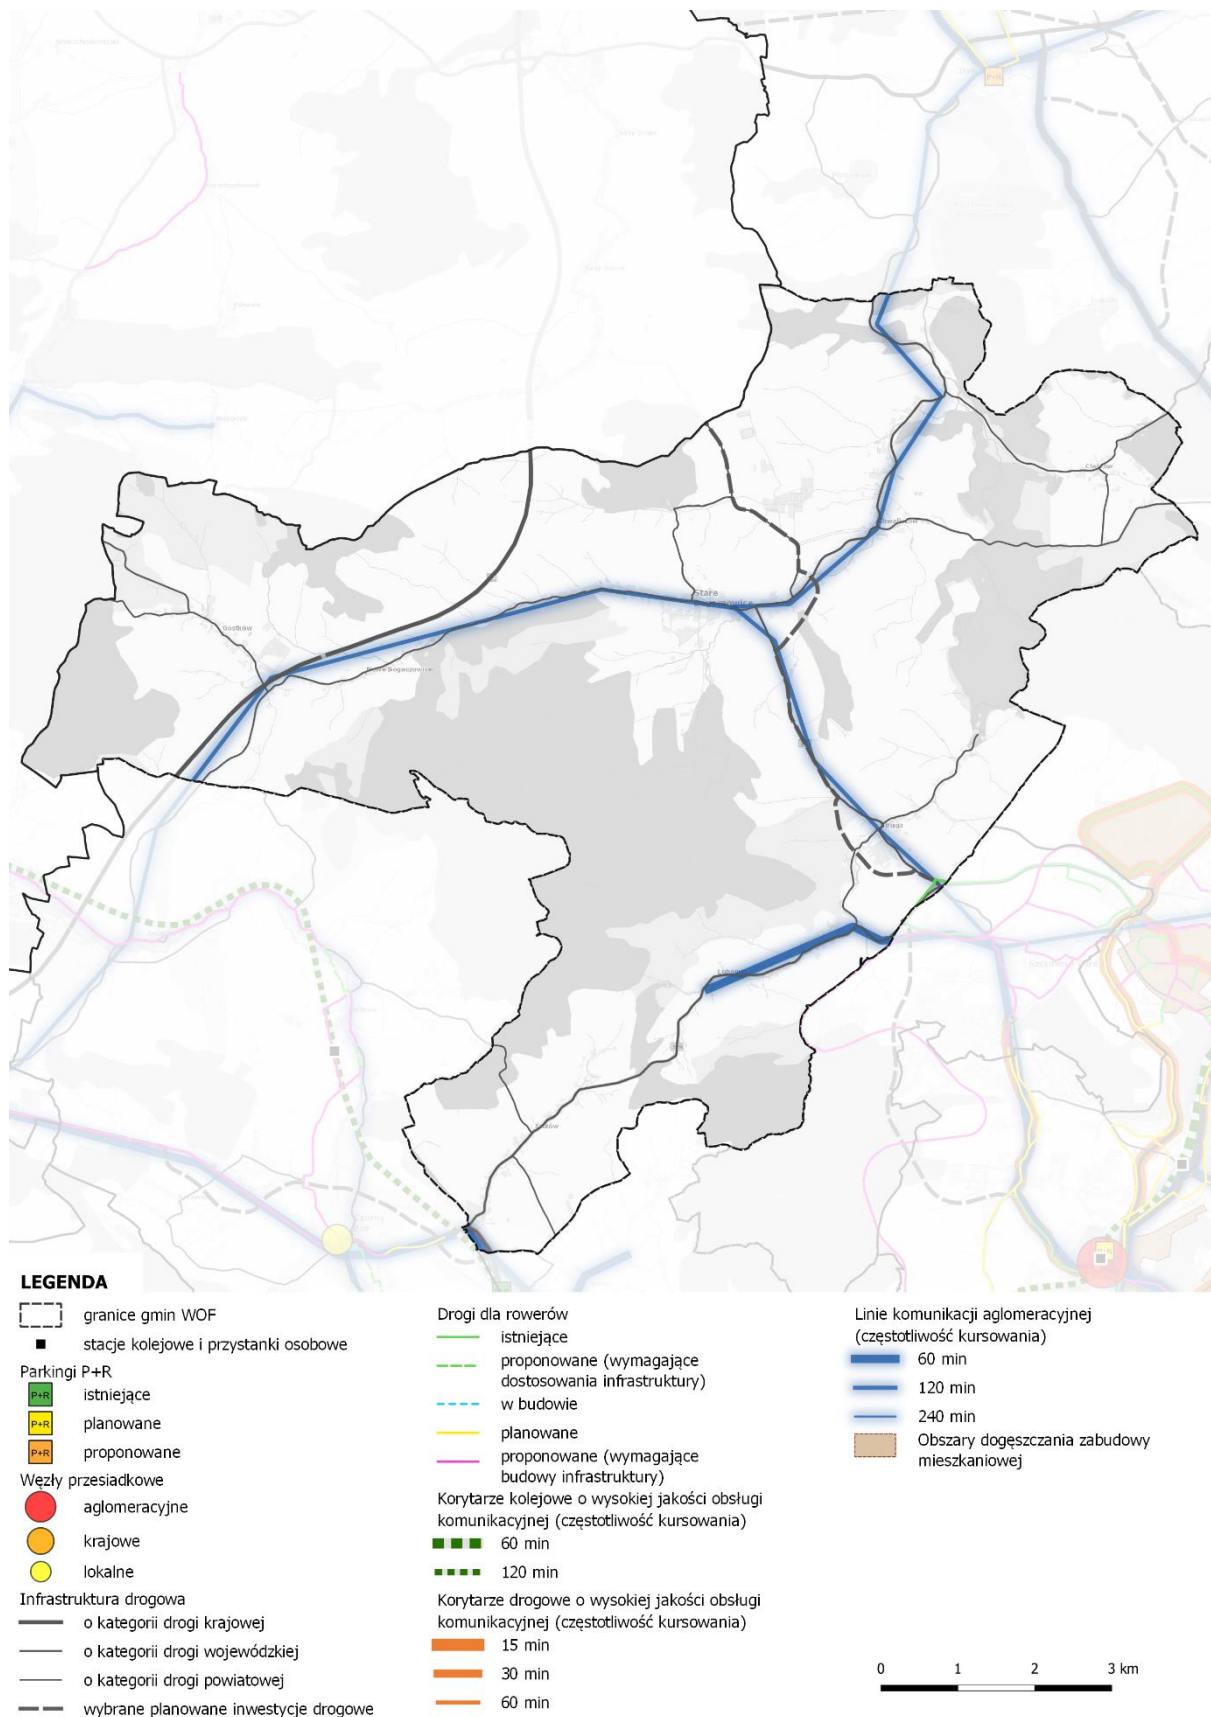 P+R
Gostków
Stare
Struga
LEGENDA
granice gmin WOF
stacje kolejowe i przystanki osobowe
Parkingi P+R
P+R istniejące
P+R planowane
P+R proponowane
Węzły przesiadkowe
aglomeracyjne
krajowe
lokalne
Infrastruktura drogowa
o kategorii drogi krajowej
o kategorii drogi wojewódzkiej
o kategorii drogi powiatowej
wybrane planowane inwestycje drogowe
Drogi dla rowerów
istniejące
proponowane (wymagające
dostosowania infrastruktury)
w budowie
planowane
proponowane (wymagające
budowy infrastruktury)
Korytarze kolejowe o wysokiej jakości obsługi
komunikacyjnej (częstotliwość kursowania)
60 min
120 min
Korytarze drogowe o wysokiej jakości obsługi
komunikacyjnej (częstotliwość kursowania)
15 min
30 min
60 min
Linie komunikacji aglomeracyjnej
(częstotliwość kursowania)
60 min
120 min
240 min
Obszary dogęszczania zabudowy
mieszkaniowej
0 1 2 3 km